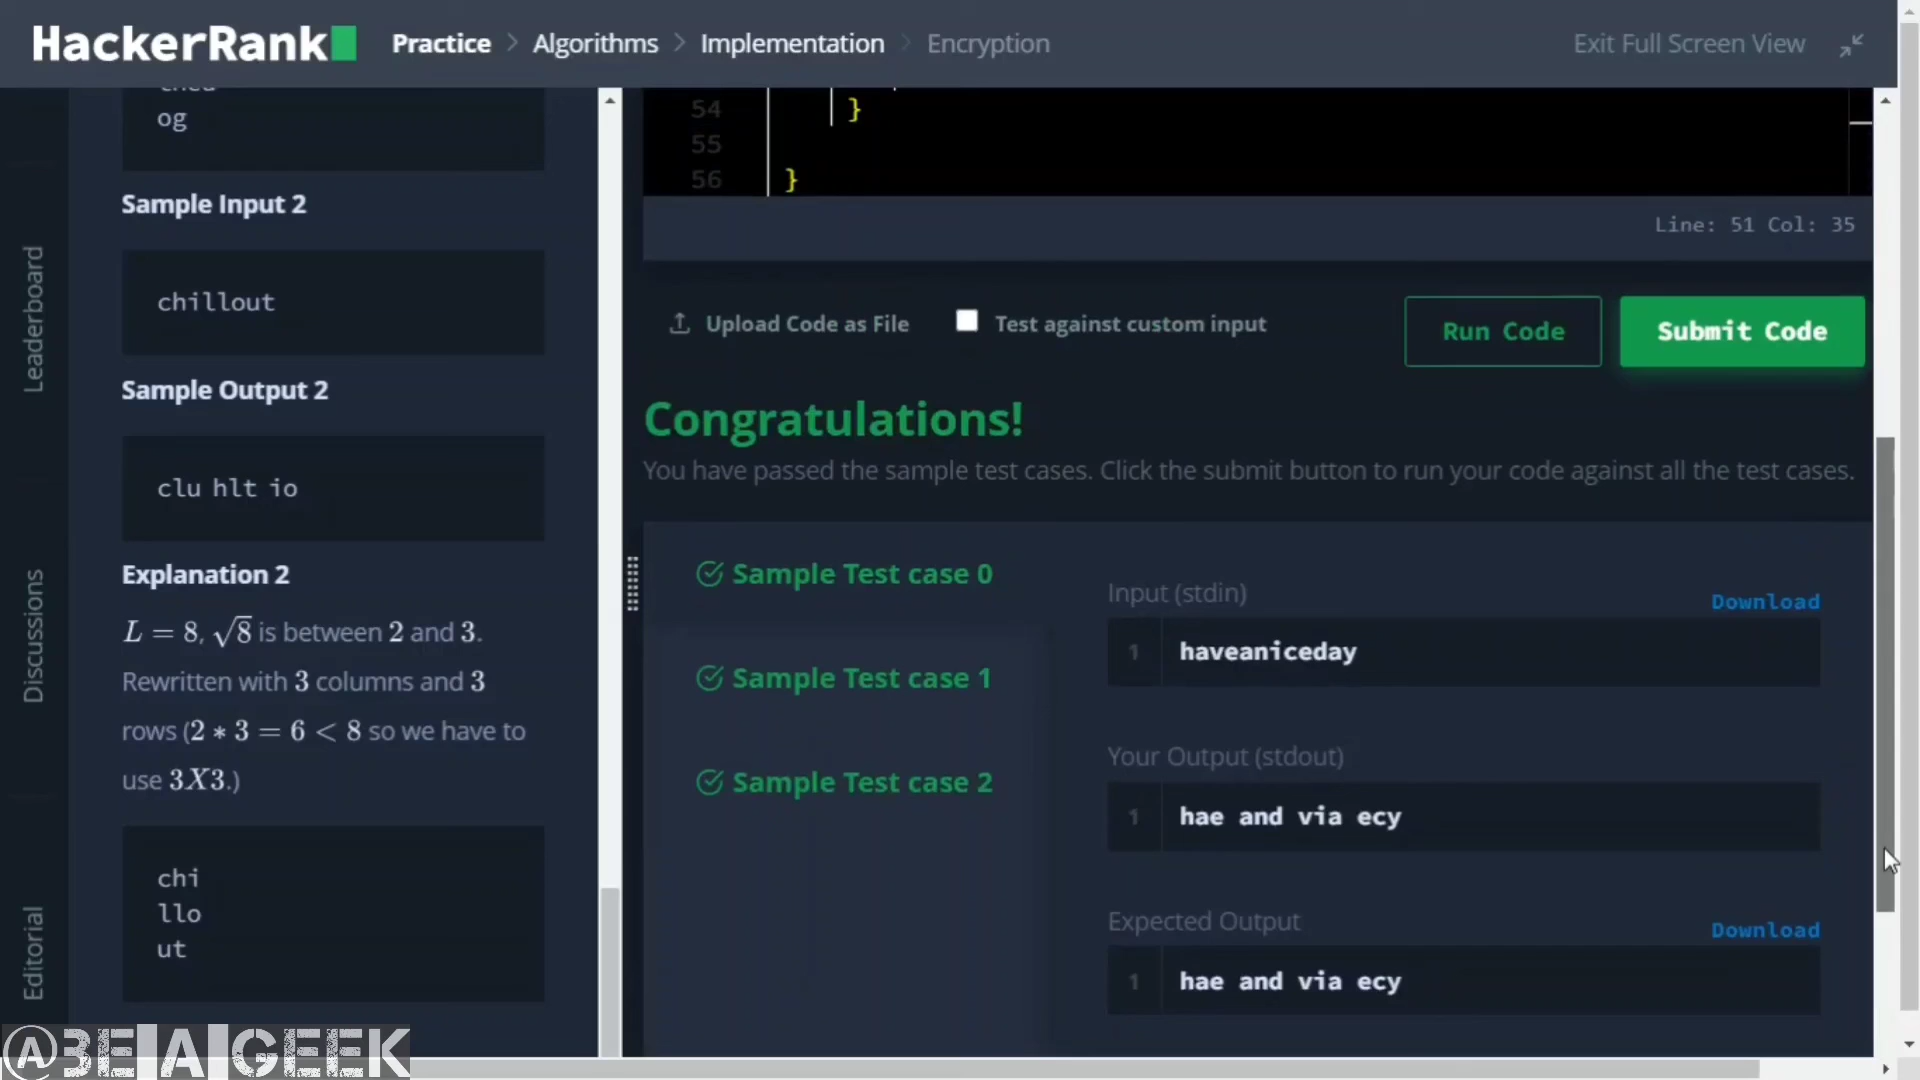 HackerRank
Practice > Algorithms > Implementation > Encryption
Exit Full Screen View
Leaderboard
Discussions
Editorial
og
Sample Input 2
chillout
Sample Output 2
clu hlt io
Explanation 2
L = 8, √8 is between 2 and 3.
Rewritten with 3 columns and 3
rows (2 * 3 = 6 < 8 so we have to
use 3X3.)
chi
llo
ut
54 }
55
56 }
Line: 51 Col: 35
Upload Code as File
Test against custom input
Run Code
Submit Code
Congratulations!
You have passed the sample test cases. Click the submit button to run your code against all the test cases.
Sample Test case 0
Sample Test case 1
Sample Test case 2
Input (stdin)
Download
1 haveaniceday
Your Output (stdout)
1 hae and via ecy
Expected Output
Download
1 hae and via ecy
@BE A GEEK